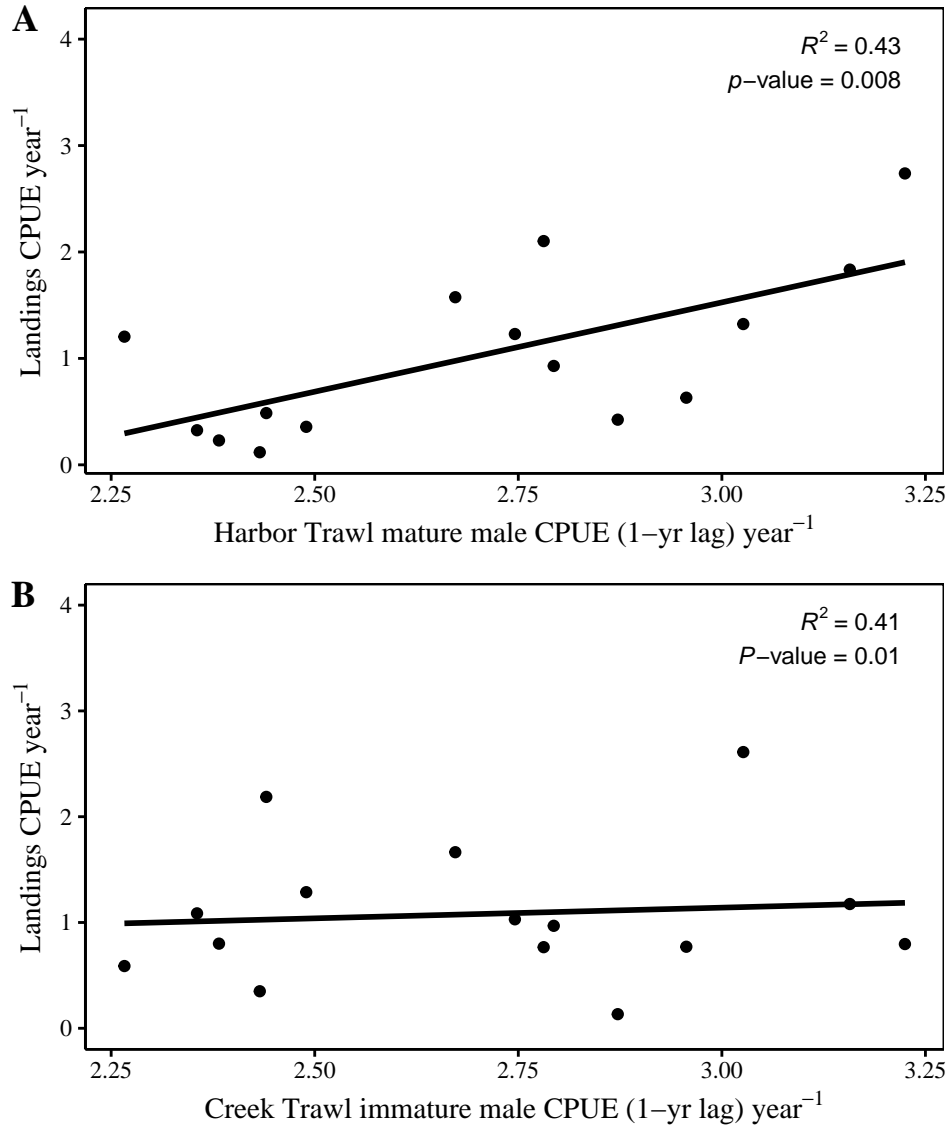 A
R² = 0.43
p−value = 0.008
Landings CPUE year⁻¹
4
3
2
1
0
2.25 2.50 2.75 3.00 3.25
Harbor Trawl mature male CPUE (1−yr lag) year⁻¹
B
R² = 0.41
P−value = 0.01
Landings CPUE year⁻¹
4
3
2
1
0
2.25 2.50 2.75 3.00 3.25
Creek Trawl immature male CPUE (1−yr lag) year⁻¹